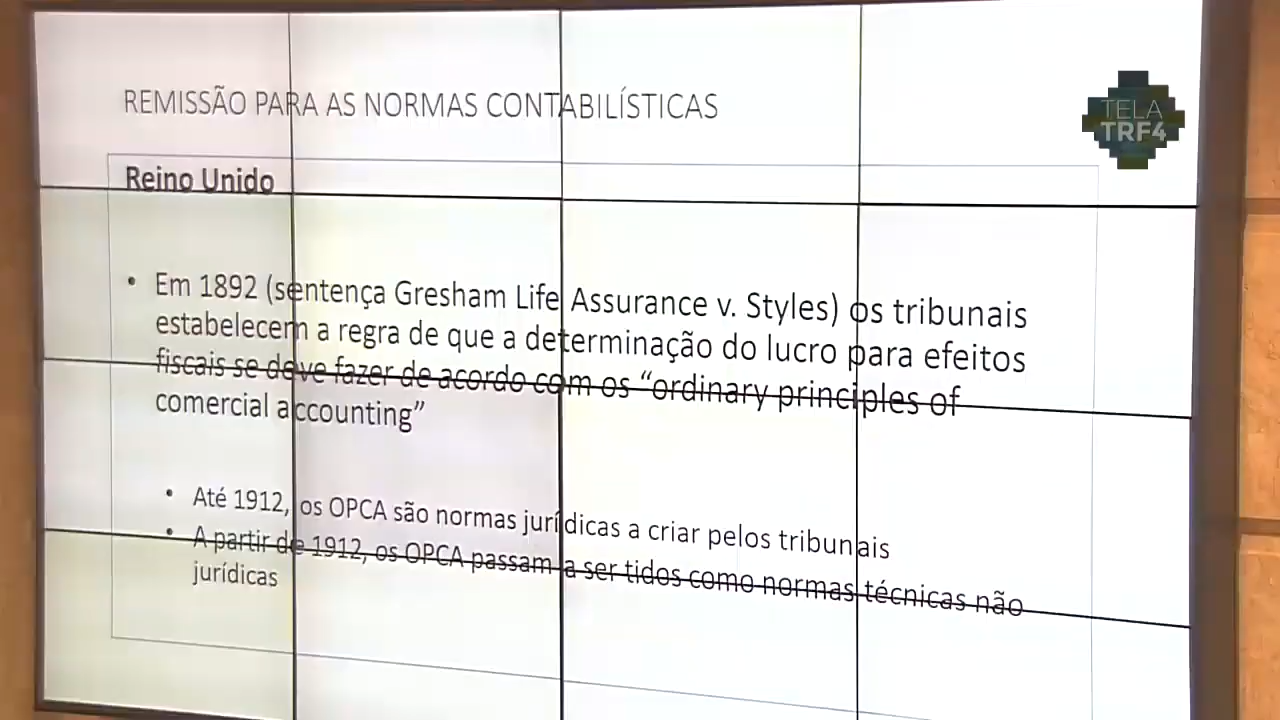 REMISSÃO PARA AS NORMAS CONTABILÍSTICAS
TELA
TRF4
Reino Unido
• Em 1892 (sentença Gresham Life Assurance v. Styles) os tribunais
estabelecem a regra de que a determinação do lucro para efeitos
fiscais se deve fazer de acordo com os “ordinary principles of
comercial accounting”
• Até 1912, os OPCA são normas jurídicas a criar pelos tribunais
• A partir de 1912, os OPCA passam a ser tidos como normas técnicas não
jurídicas